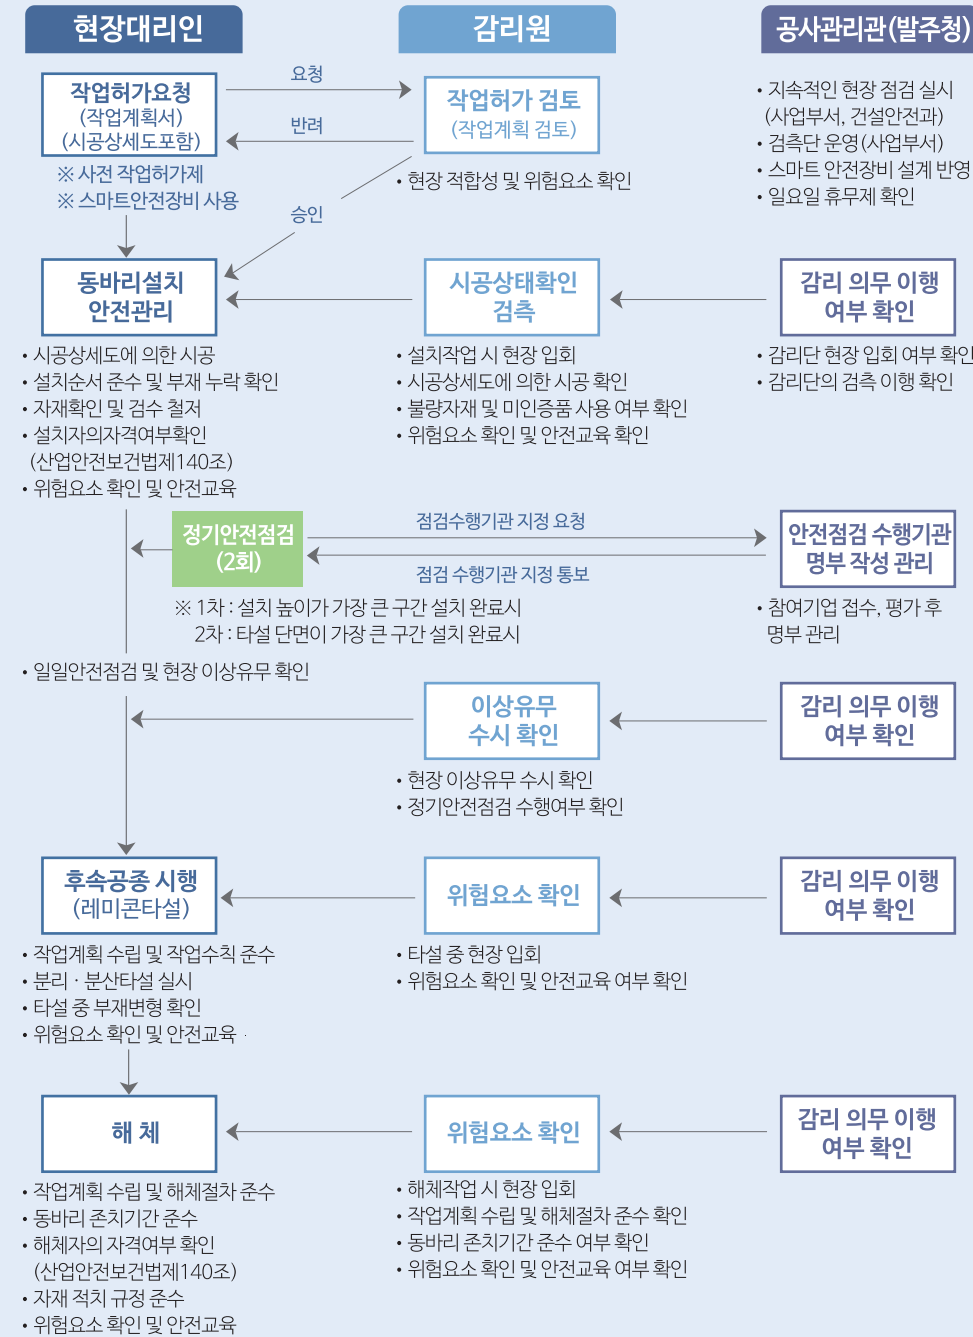 현장대리인
감리원
공사관리관(발주청)
작업허가요청
(작업계획서)
(시공상세도포함)
요청
반려
작업허가 검토
(작업계획 검토)
• 지속적인 현장 점검 실시
(사업부서, 건설안전과)
• 검측단 운영(사업부서)
• 스마트 안전장비 설계 반영
• 일요일 휴무제 확인
※ 사전 작업허가제
※ 스마트안전장비 사용
• 현장 적합성 및 위험요소 확인
승인
동바리설치
안전관리
시공상태확인
검측
감리 의무 이행
여부 확인
• 시공상세도에 의한 시공
• 설치순서 준수 및 부재 누락 확인
• 자재확인 및 검수 철저
• 설치자의자격여부확인
(산업안전보건법제140조)
• 위험요소 확인 및 안전교육
• 설치작업 시 현장 입회
• 시공상세도에 의한 시공 확인
• 불량자재 및 미인증품 사용 여부 확인
• 위험요소 확인 및 안전교육 확인
• 감리단 현장 입회 여부 확인
• 감리단의 검측 이행 확인
정기안전점검
(2회)
점검수행기관 지정 요청
점검 수행기관 지정 통보
안전점검 수행기관
명부 작성 관리
※ 1차 : 설치 높이가 가장 큰 구간 설치 완료시
2차 : 타설 단면이 가장 큰 구간 설치 완료시
• 참여기업 접수, 평가 후
명부 관리
• 일일안전점검 및 현장 이상유무 확인
이상유무
수시 확인
감리 의무 이행
여부 확인
• 현장 이상유무 수시 확인
• 정기안전점검 수행여부 확인
후속공종 시행
(레미콘타설)
위험요소 확인
감리 의무 이행
여부 확인
• 작업계획 수립 및 작업수칙 준수
• 분리 · 분산타설 실시
• 타설 중 부재변형 확인
• 위험요소 확인 및 안전교육
• 타설 중 현장 입회
• 위험요소 확인 및 안전교육 여부 확인
해 체
위험요소 확인
감리 의무 이행
여부 확인
• 작업계획 수립 및 해체절차 준수
• 동바리 존치기간 준수
• 해체자의 자격여부 확인
(산업안전보건법제140조)
• 자재 적치 규정 준수
• 위험요소 확인 및 안전교육
• 해체작업 시 현장 입회
• 작업계획 수립 및 해체절차 준수 확인
• 동바리 존치기간 준수 여부 확인
• 위험요소 확인 및 안전교육 여부 확인